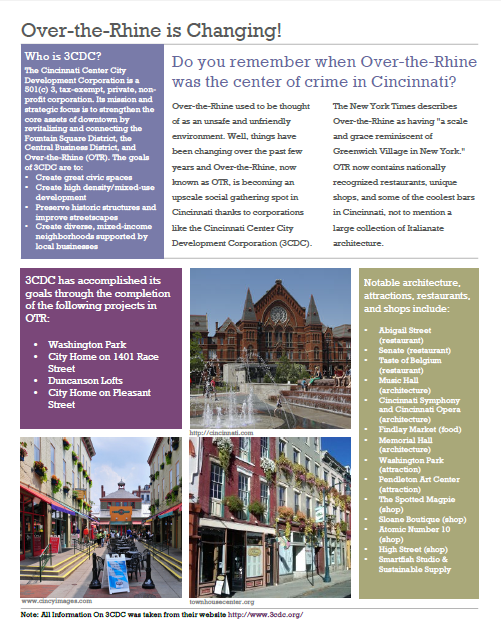 Over-the-Rhine is Changing!
Who is 3CDC?
The Cincinnati Center City
Development Corporation is a
501(c) 3, tax-exempt, private, non-
profit corporation. Its mission and
strategic focus is to strengthen the
core assets of downtown by
revitalizing and connecting the
Fountain Square District, the
Central Business District, and
Over-the-Rhine (OTR). The goals
of 3CDC are to:
• Create great civic spaces
• Create high density/mixed-use
development
• Preserve historic structures and
improve streetscapes
• Create diverse, mixed-income
neighborhoods supported by
local businesses
Do you remember when Over-the-Rhine
was the center of crime in Cincinnati?
Over-the-Rhine used to be thought
of as an unsafe and unfriendly
environment. Well, things have
been changing over the past few
years and Over-the-Rhine, now
known as OTR, is becoming an
upscale social gathering spot in
Cincinnati thanks to corporations
like the Cincinnati Center City
Development Corporation (3CDC).
The New York Times describes
Over-the-Rhine as having "a scale
and grace reminiscent of
Greenwich Village in New York."
OTR now contains nationally
recognized restaurants, unique
shops, and some of the coolest bars
in Cincinnati, not to mention a
large collection of Italianate
architecture.
3CDC has accomplished its
goals through the completion
of the following projects in
OTR:
• Washington Park
• City Home on 1401 Race
Street
• Duncanson Lofts
• City Home on Pleasant
Street
http://cincinnati.com
Notable architecture,
attractions, restaurants,
and shops include:
• Abigail Street
(restaurant)
• Senate (restaurant)
• Taste of Belgium
(restaurant)
• Music Hall
(architecture)
• Cincinnati Symphony
and Cincinnati Opera
(architecture)
• Findlay Market (food)
• Memorial Hall
(architecture)
• Washington Park
(attraction)
• Pendleton Art Center
(attraction)
• The Spotted Magpie
(shop)
• Sloane Boutique (shop)
• Atomic Number 10
(shop)
• High Street (shop)
• Smartfish Studio &
Sustainable Supply
www.cincyimages.com
townhousecenter.org
Note: All Information On 3CDC was taken from their website http://www.3cdc.org/